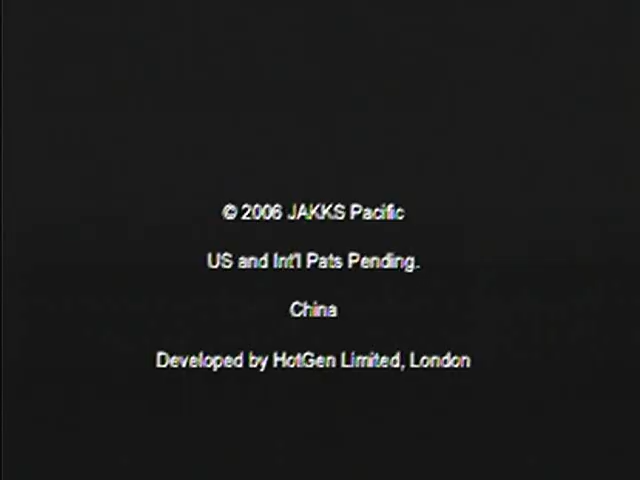 © 2006 JAKKS Pacific
US and Int'l Pats Pending.
China
Developed by HotGen Limited, London